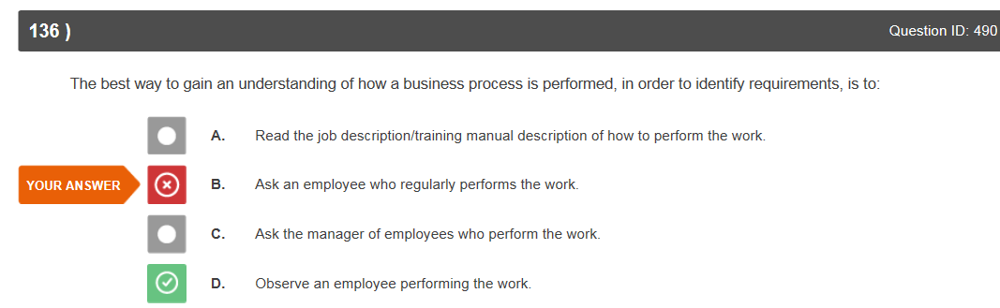 136 ) Question ID: 490
The best way to gain an understanding of how a business process is performed, in order to identify requirements, is to:
A. Read the job description/training manual description of how to perform the work.
YOUR ANSWER B. Ask an employee who regularly performs the work.
C. Ask the manager of employees who perform the work.
D. Observe an employee performing the work.